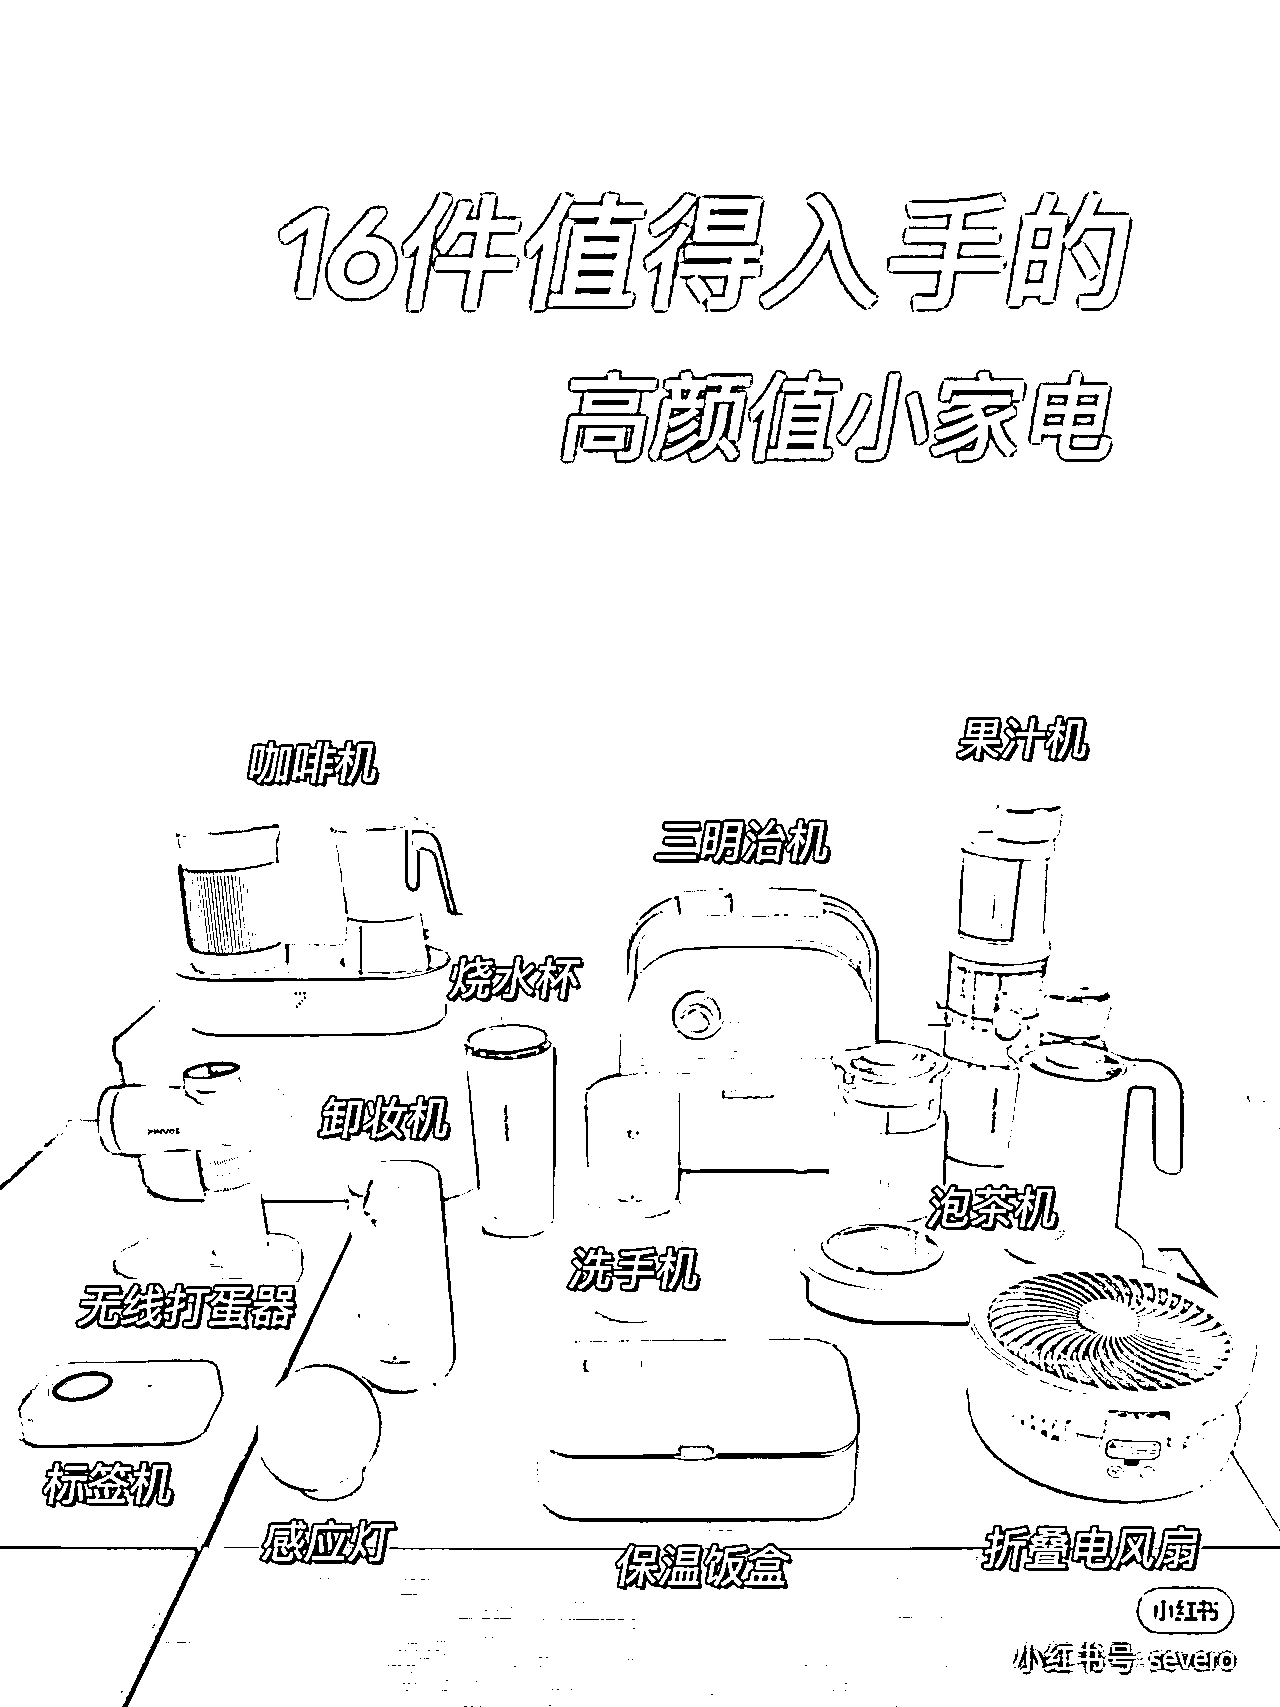 16件值得入手的
高颜值小家电
果汁机
咖啡机
三明治机
烧水杯
卸妆机
泡茶机
洗手机
无线打蛋器
标签机
感应灯
保温饭盒
折叠电风扇
小红书
小红书号 severo